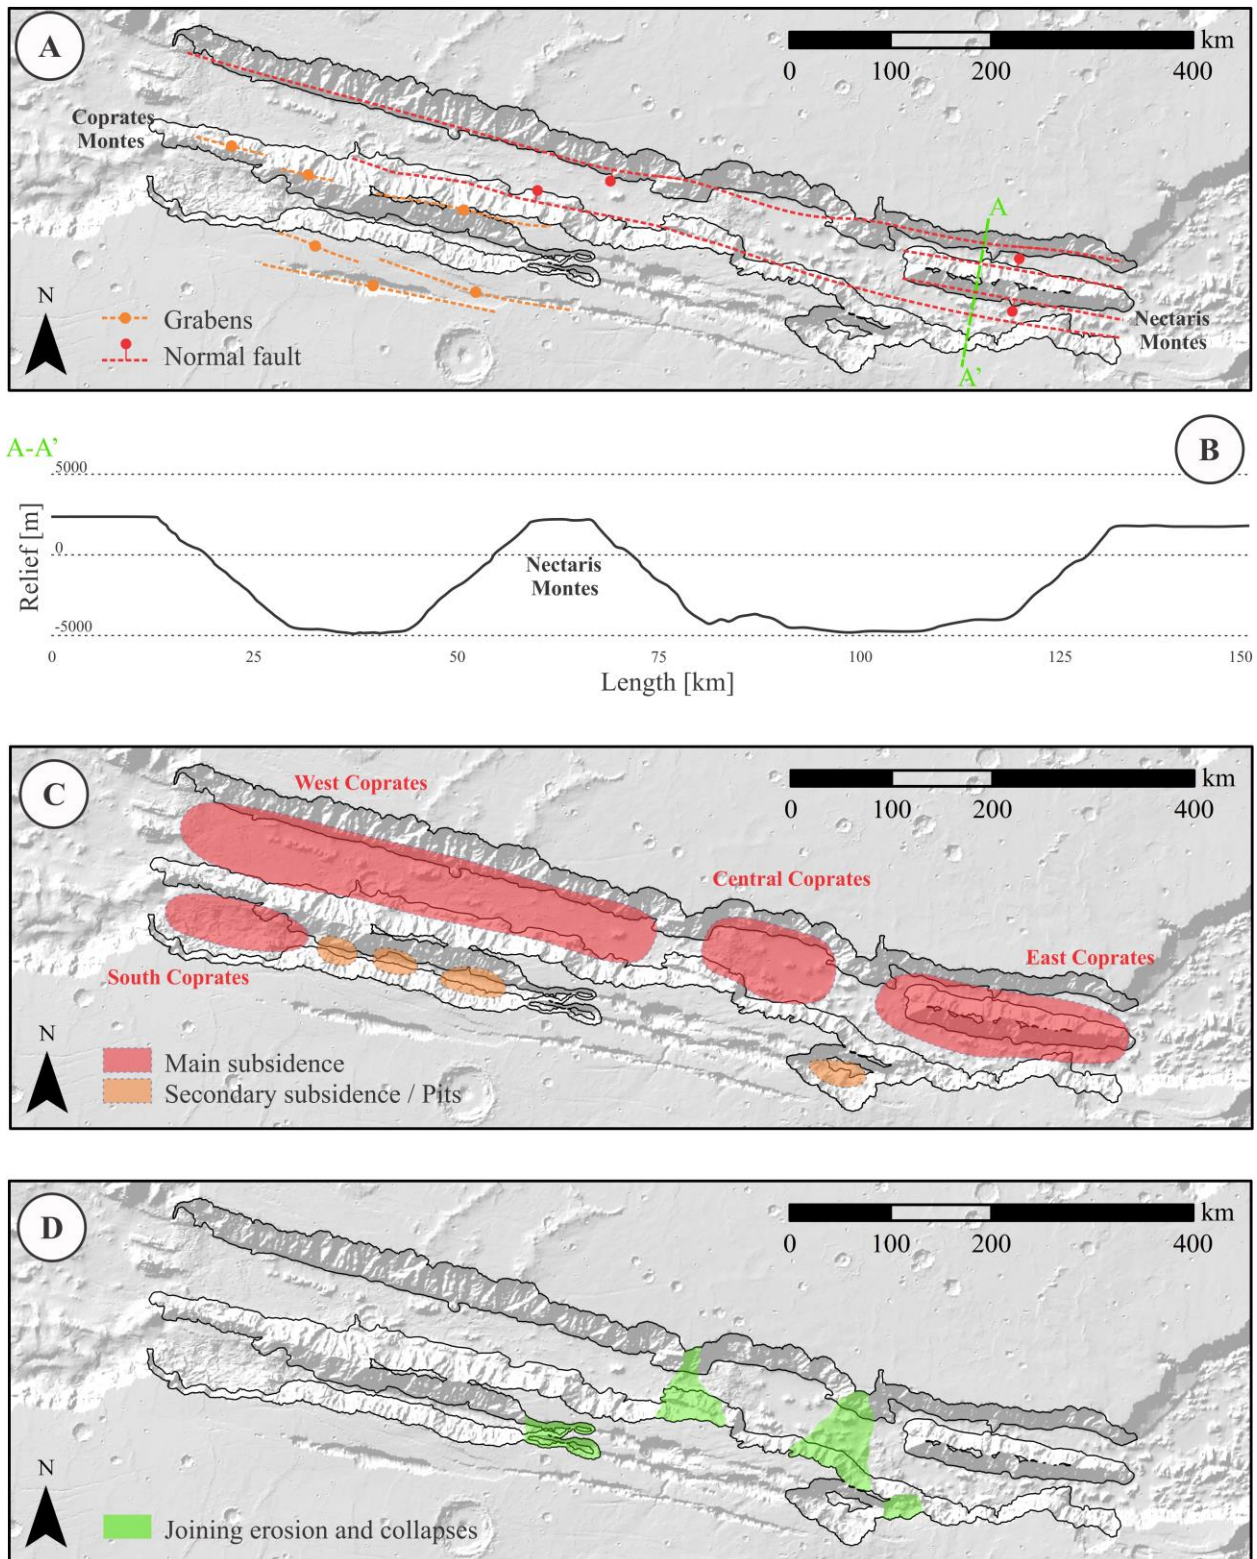 A
km
0 100 200 400
Coprates
Montes
A
N
Grabens
Normal fault
Nectaris
Montes
A'
A-A'
B
5000
Relief [m]
0
Nectaris
Montes
-5000
0 25 50 75 100 125 150
Length [km]
C
West Coprates
km
0 100 200 400
Central Coprates
East Coprates
South Coprates
N
Main subsidence
Secondary subsidence / Pits
D
km
0 100 200 400
N
Joining erosion and collapses